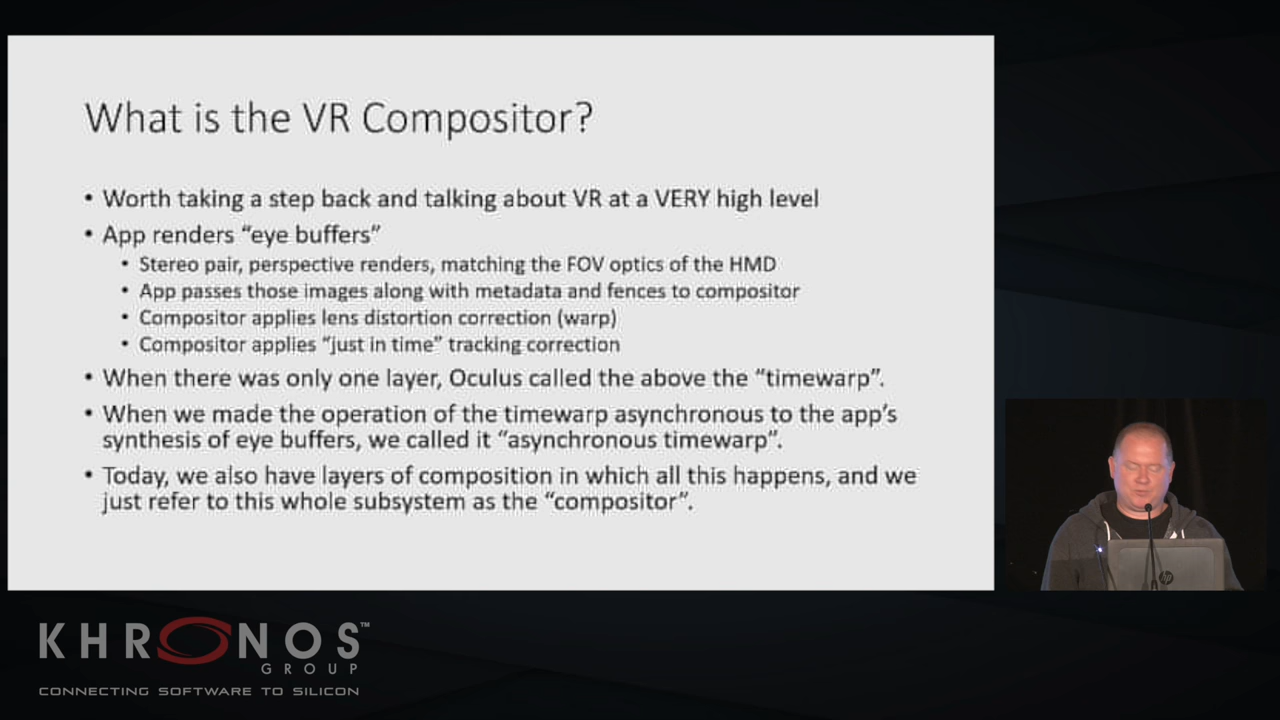 What is the VR Compositor?
• Worth taking a step back and talking about VR at a VERY high level
• App renders “eye buffers”
• Stereo pair, perspective renders, matching the FOV optics of the HMD
• App passes those images along with metadata and fences to compositor
• Compositor applies lens distortion correction (warp)
• Compositor applies “just in time” tracking correction
• When there was only one layer, Oculus called the above the “timewarp”.
• When we made the operation of the timewarp asynchronous to the app’s
synthesis of eye buffers, we called it “asynchronous timewarp”.
• Today, we also have layers of composition in which all this happens, and we
just refer to this whole subsystem as the “compositor”.
hp
KHRONOS™
GROUP
CONNECTING SOFTWARE TO SILICON